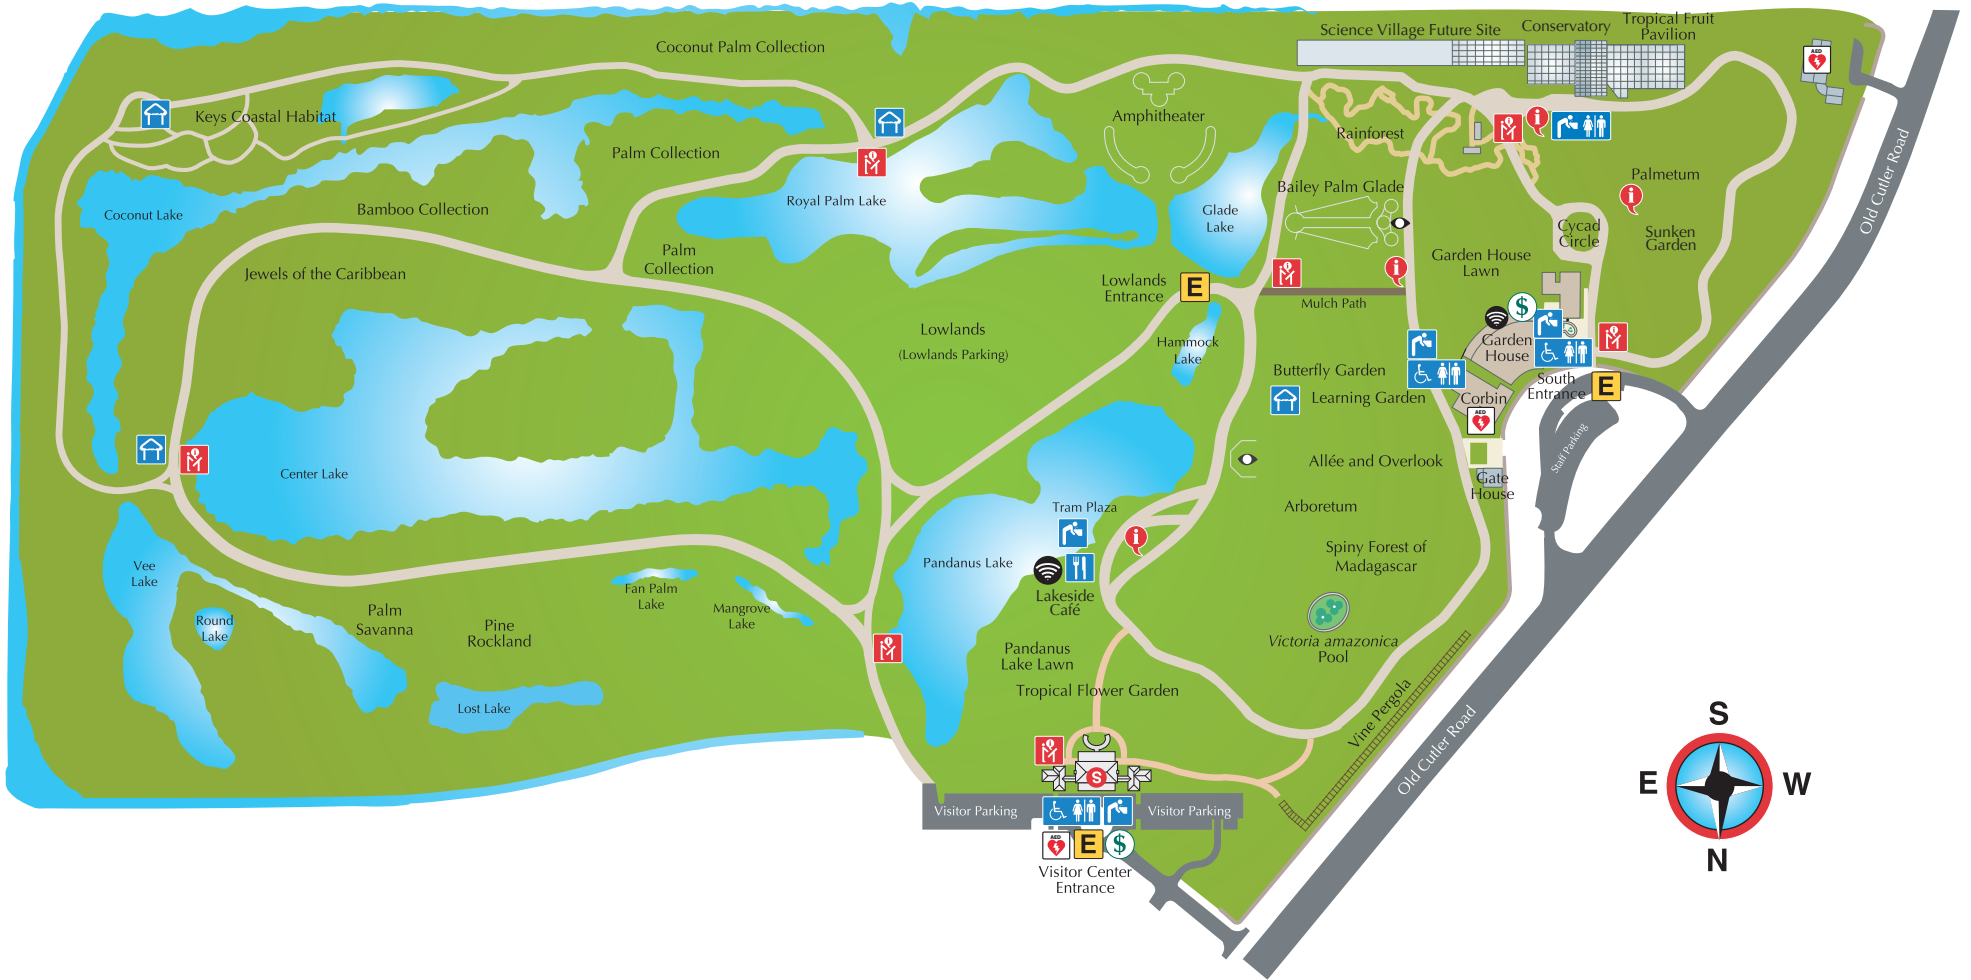 Science Village Future Site
Conservatory
Tropical Fruit
Pavilion
Coconut Palm Collection
AED
Keys Coastal Habitat
Amphitheater
Rainforest
Old Cutler Road
Palm Collection
Palmetum
Bailey Palm Glade
Royal Palm Lake
Bamboo Collection
Coconut Lake
Glade
Lake
Cycad
Circle
Sunken
Garden
Palm
Collection
Garden House
Lawn
Jewels of the Caribbean
Lowlands
Entrance
E
Mulch Path
$
Lowlands
(Lowlands Parking)
Hammock
Lake
Garden
House
Butterfly Garden
South
Entrance
E
Learning Garden
Corbin
AED
Staff Parking
Center Lake
Allée and Overlook
Gate
House
Tram Plaza
Arboretum
Vee
Lake
Pandanus Lake
Spiny Forest of
Madagascar
Fan Palm
Lake
Lakeside
Café
Mangrove
Lake
Palm
Savanna
Round
Lake
Pine
Rockland
Victoria amazonica
Pool
Pandanus
Lake Lawn
Tropical Flower Garden
Lost Lake
Vine Pergola
Old Cutler Road
S
E
W
N
S
Visitor Parking
Visitor Parking
AED
E
$
Visitor Center
Entrance